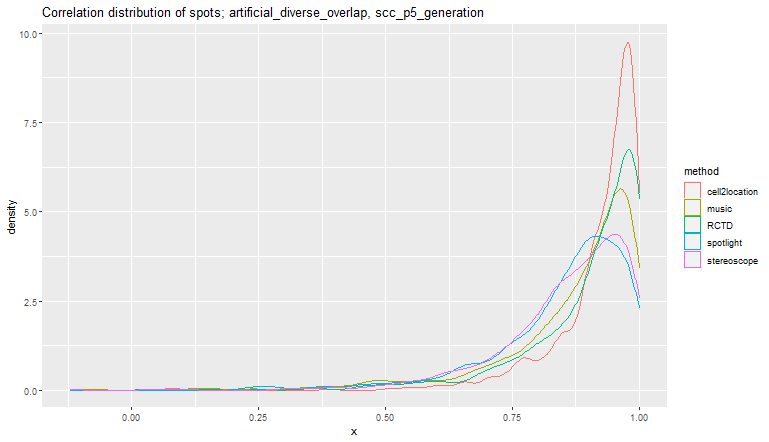 Correlation distribution of spots; artificial_diverse_overlap, scc_p5_generation
10.0
7.5
5.0
2.5
0.0
density
0.00 0.25 0.50 0.75 1.00
x
method
cell2location
music
RCTD
spotlight
stereoscope